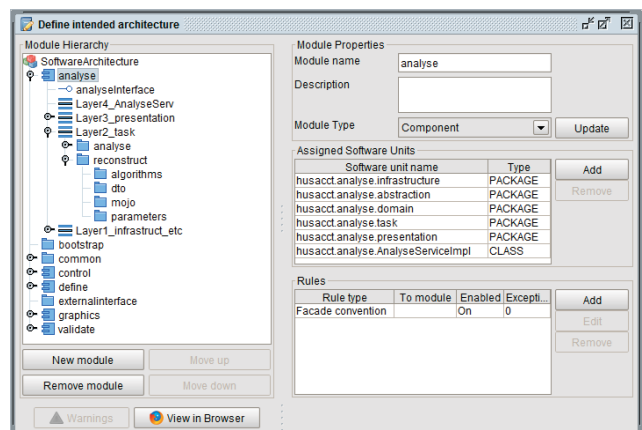 Define intended architecture
Module Hierarchy
SoftwareArchitecture
analyse
analyseInterface
Layer4_AnalyseServ
Layer3_presentation
Layer2_task
analyse
reconstruct
algorithms
dto
mojo
parameters
Layer1_infrastruct_etc
bootstrap
common
control
define
externalinterface
graphics
validate
New module
Move up
Remove module
Move down
Warnings
View in Browser
Module Properties
Module name analyse
Description
Module Type Component Update
Assigned Software Units
Software unit name Type Add
husacct.analyse.infrastructure PACKAGE Remove
husacct.analyse.abstraction PACKAGE
husacct.analyse.domain PACKAGE
husacct.analyse.task PACKAGE
husacct.analyse.presentation PACKAGE
husacct.analyse.AnalyseServiceImpl CLASS
Rules
Rule type To module Enabled Excepti... Add
Facade convention On 0 Edit
Remove